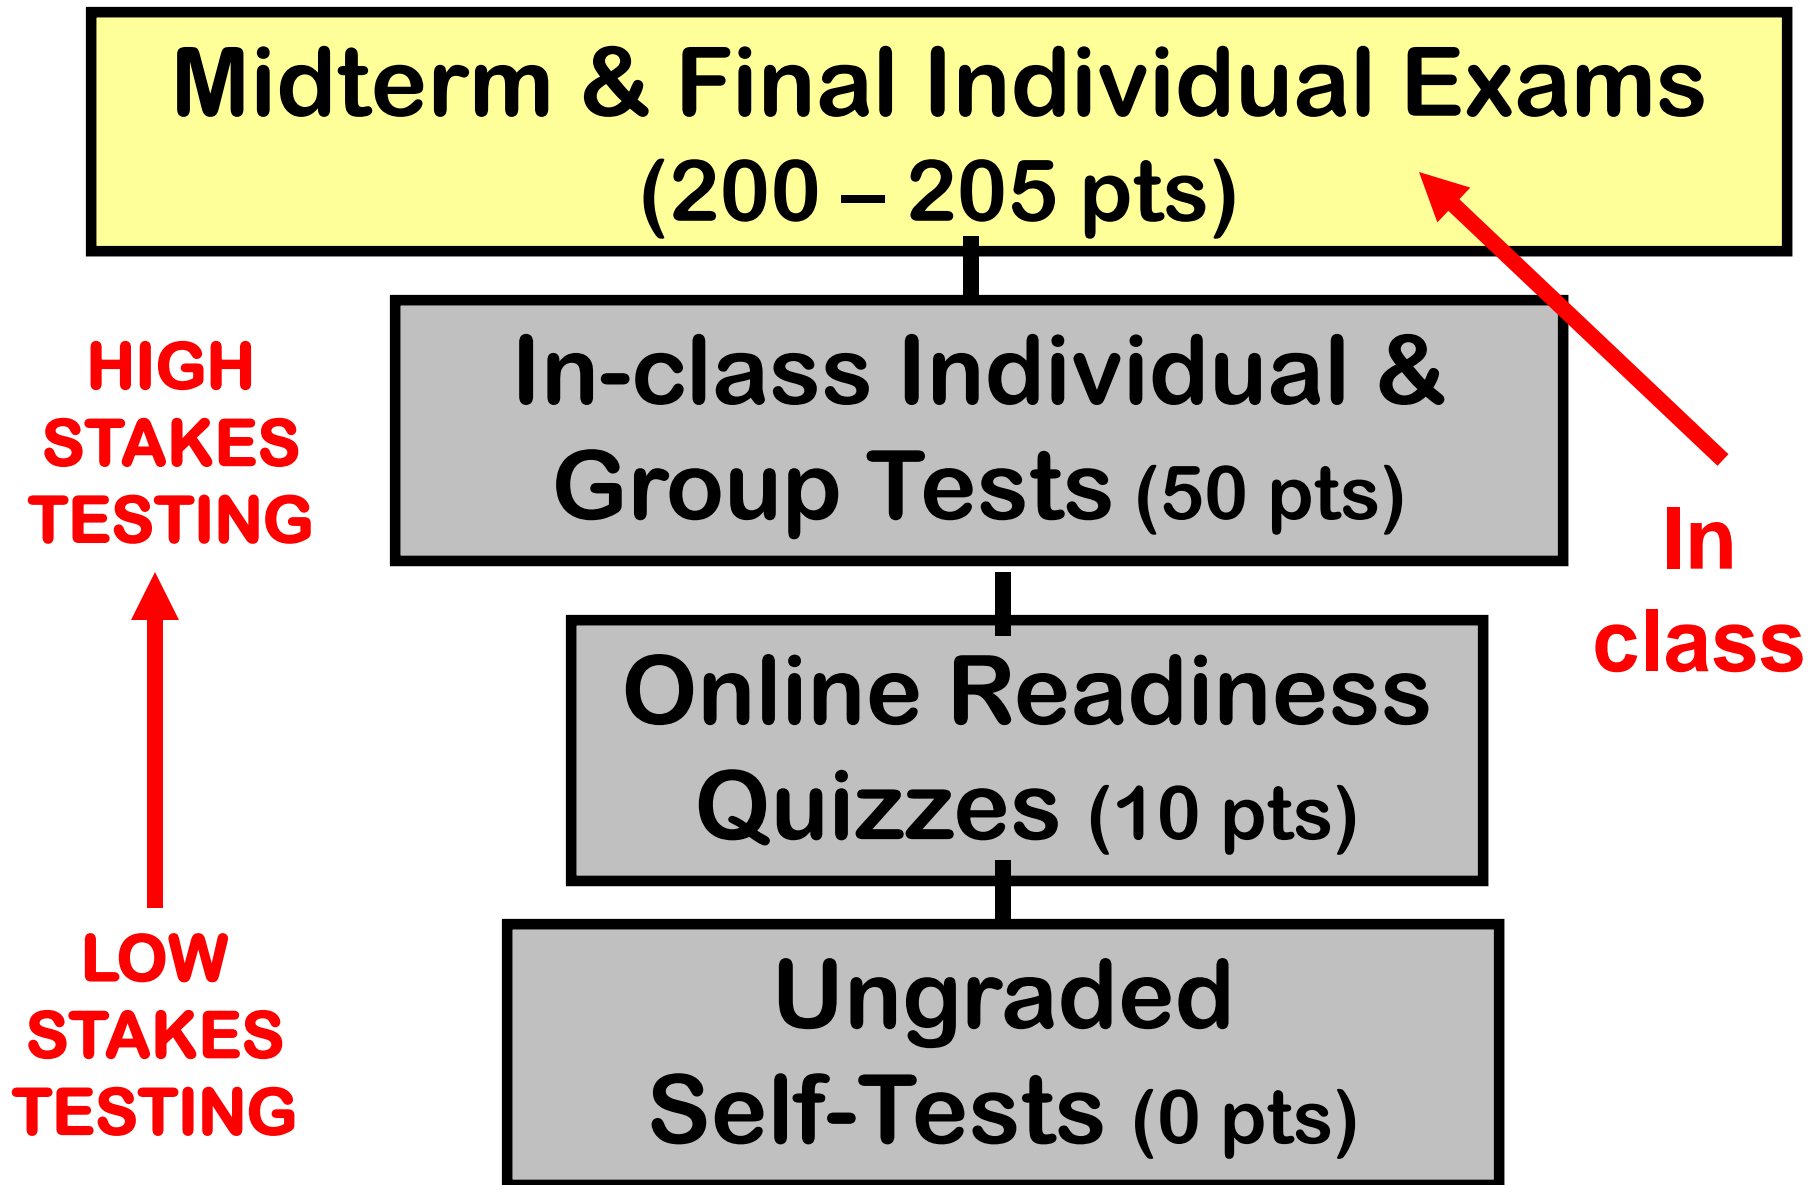 Midterm & Final Individual Exams
(200 – 205 pts)
In-class Individual &
Group Tests (50 pts)
Online Readiness
Quizzes (10 pts)
Ungraded
Self-Tests (0 pts)
HIGH
STAKES
TESTING
LOW
STAKES
TESTING
In
class